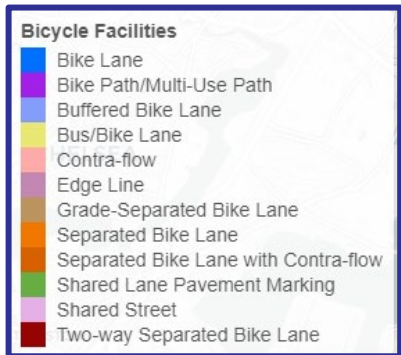 Bicycle Facilities
Bike Lane
Bike Path/Multi-Use Path
Buffered Bike Lane
Bus/Bike Lane
Contra-flow
Edge Line
Grade-Separated Bike Lane
Separated Bike Lane
Separated Bike Lane with Contra-flow
Shared Lane Pavement Marking
Shared Street
Two-way Separated Bike Lane